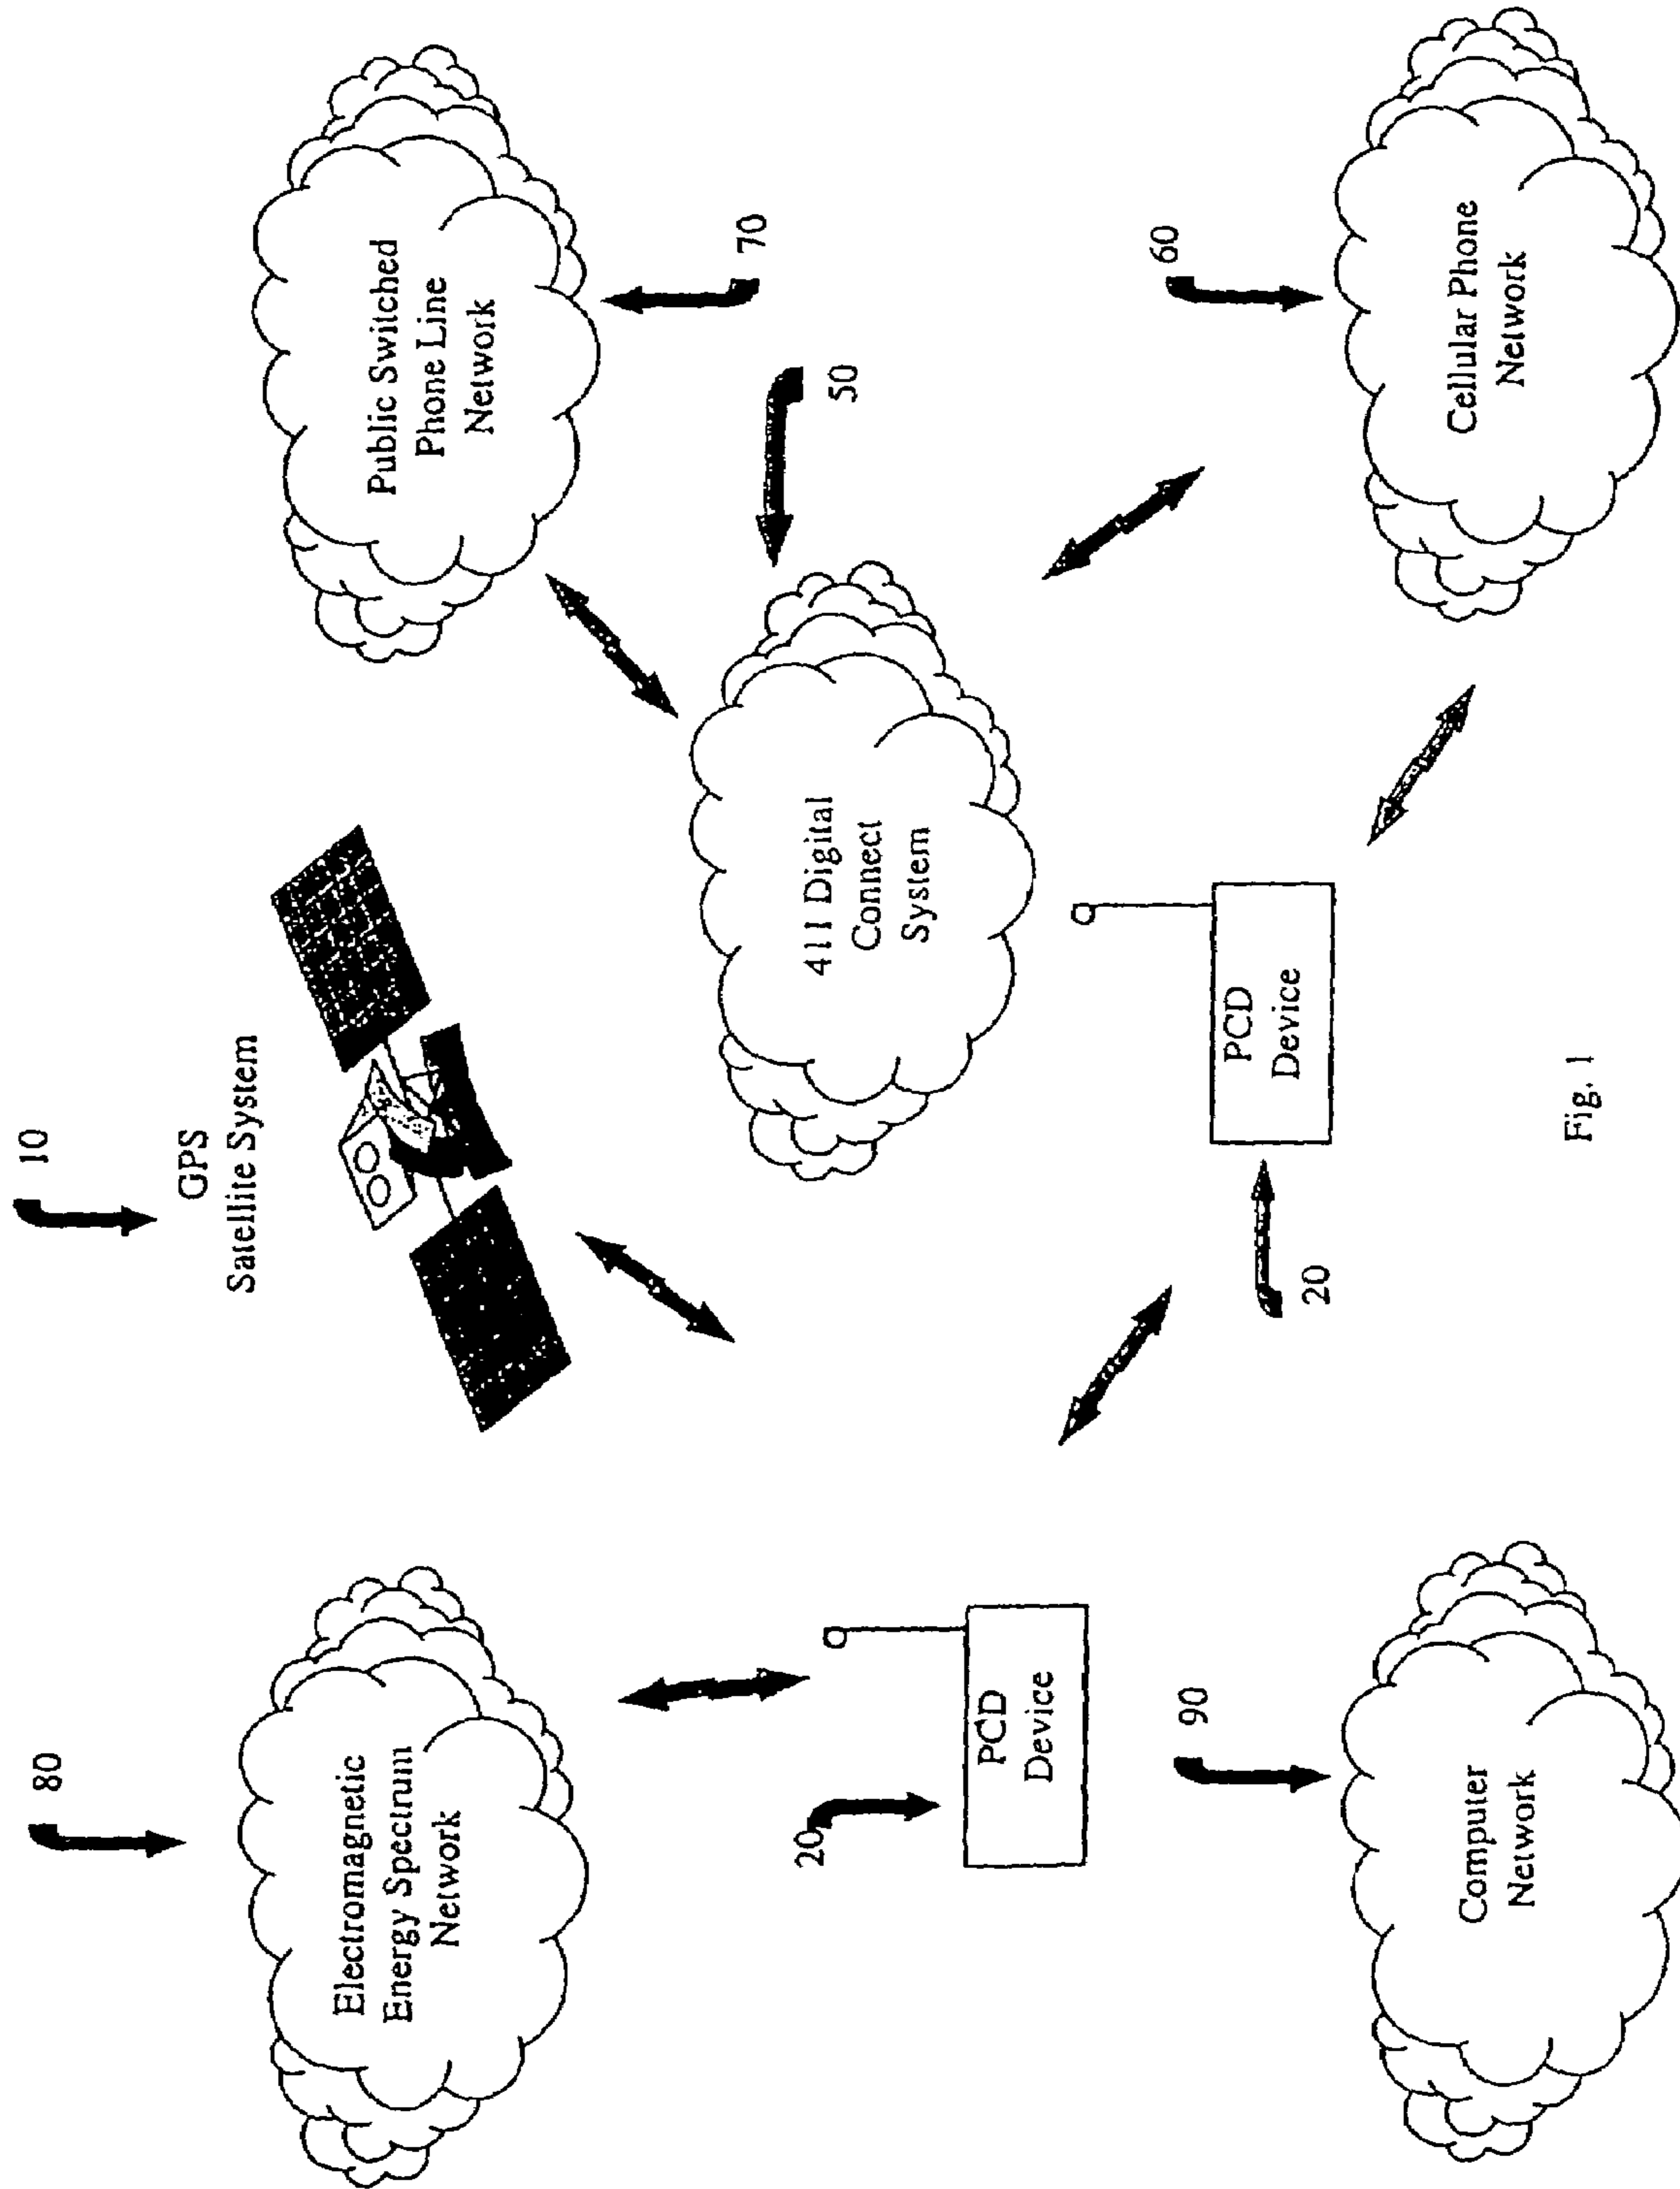 10
GPS
Satellite System
80
Electromagnetic
Energy Spectrum
Network
Public Switched
Phone Line
Network
70
50
411 Digital
Connect
System
20
PCD
Device
PCD
Device
20
60
Cellular Phone
Network
90
Computer
Network
Fig. 1